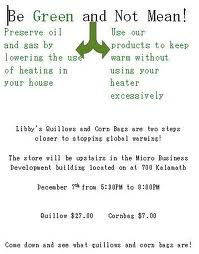 Be Green and Not Mean!
Preserve oil
and gas by
lowering the use
of heating in
your house
Use our
products to keep
warm without
using your
heater
excessively
Libby's Quillows and Corn Bags are two steps
closer to stopping global warming!
The store will be upstairs in the Micro Business
Development building located on at 700 Kalamath
December 7th from 5:30PM to 8:00PM
Quillow $27.00 Cornbag $7.00
Come down and see what quillows and corn bags are!